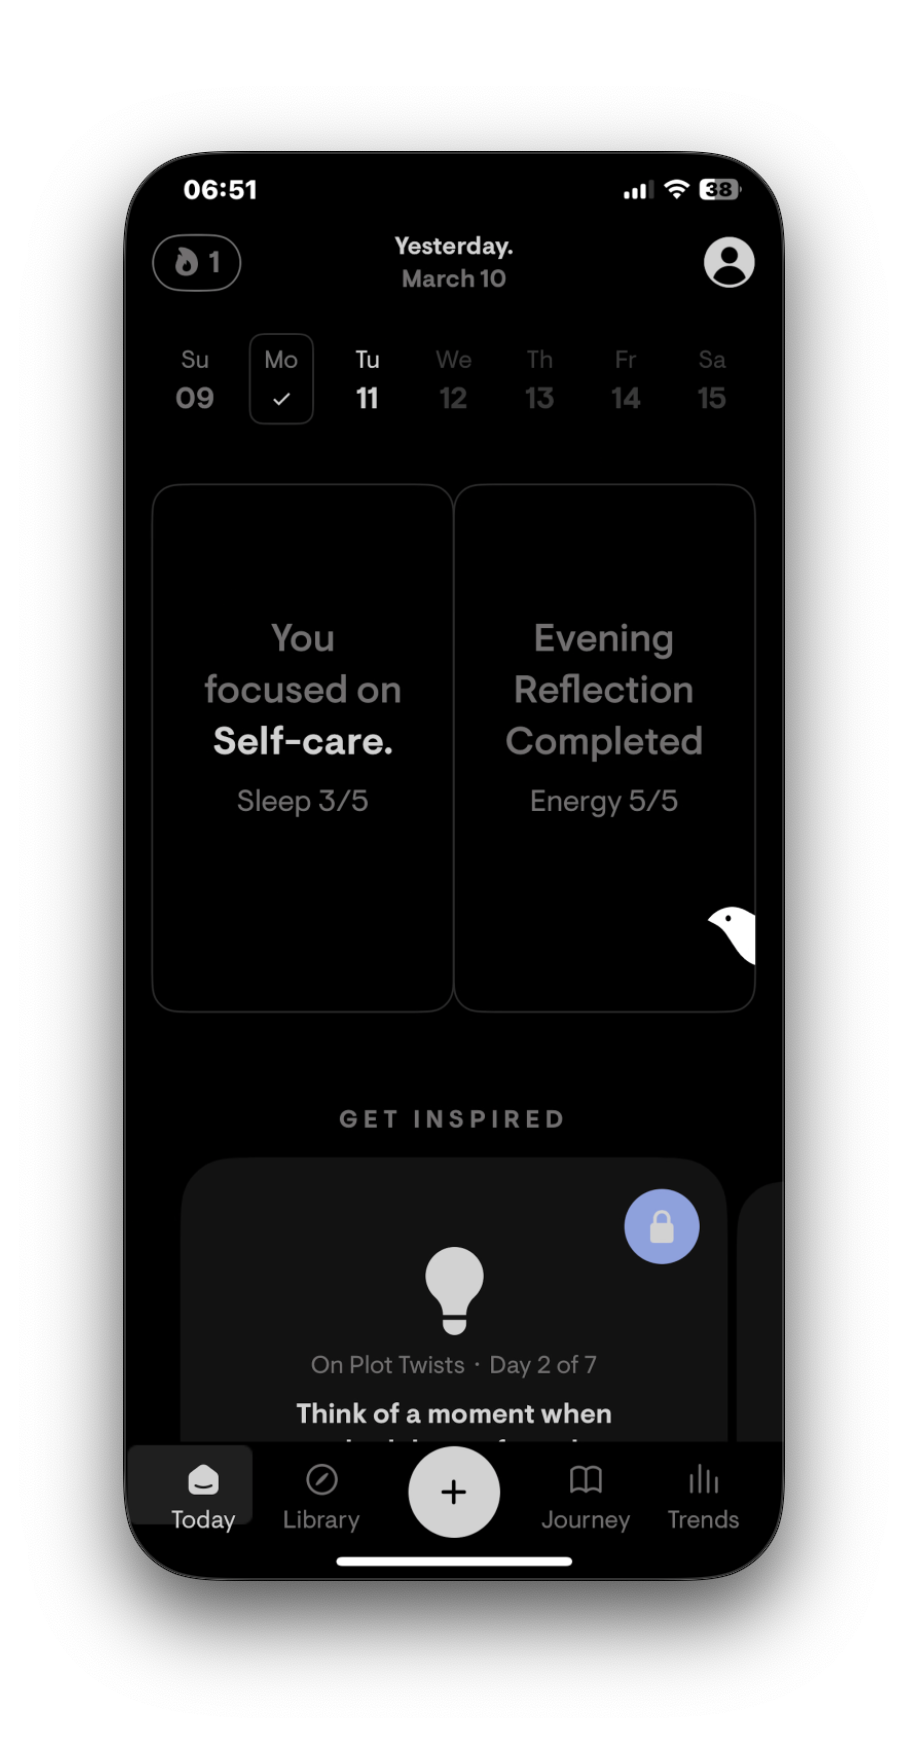 06:51
38
1
Yesterday.
March 10
Su Mo Tu We Th Fr Sa
09 11 12 13 14 15
You
focused on
Self-care.
Sleep 3/5
Evening
Reflection
Completed
Energy 5/5
GET INSPIRED
On Plot Twists · Day 2 of 7
Think of a moment when
Today
Library
Journey
Trends